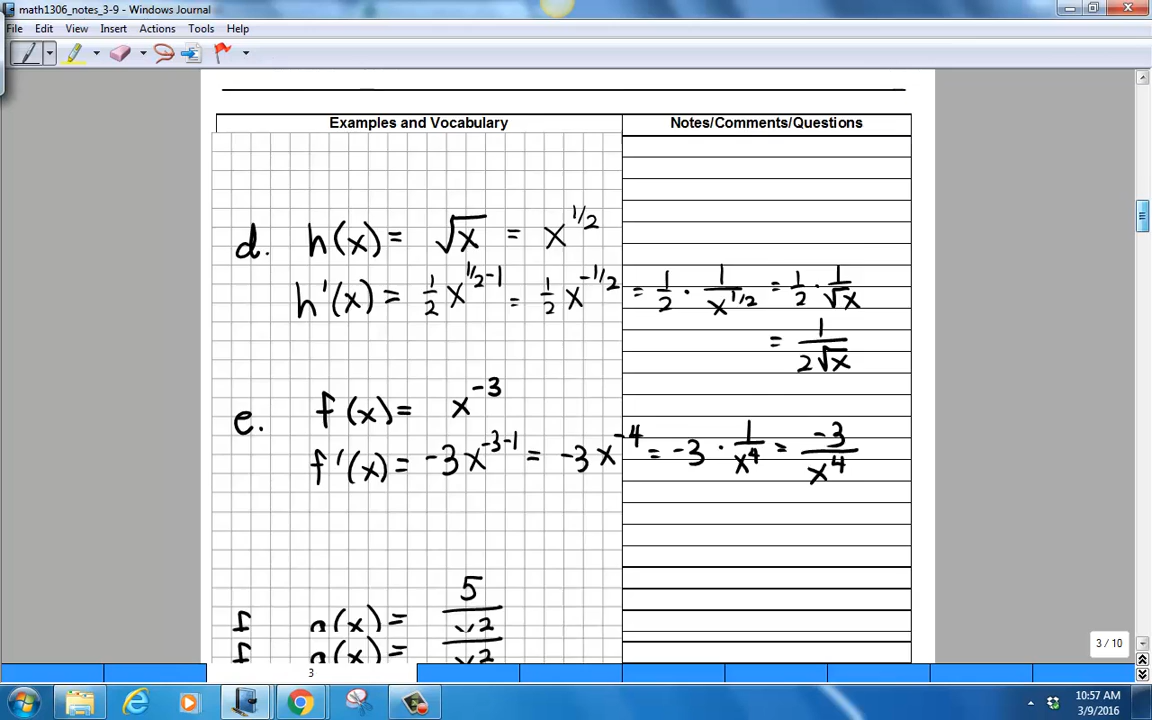 math1306_notes_3-9 - Windows Journal
File Edit View Insert Actions Tools Help
Examples and Vocabulary Notes/Comments/Questions
d. h(x) = √x = x^1/2
h'(x) = 1/2 x^1/2-1 = 1/2 x^-1/2 = 1/2 · 1/x^1/2 = 1/2 · 1/√x
= 1/2√x
e. f(x) = x^-3
f'(x) = -3x^-3-1 = -3x^-4 = -3 · 1/x^4 = -3/x^4
f g(x) = 5/x^2
f g(x) = x^2
3 / 10
3
10:57 AM
3/9/2016